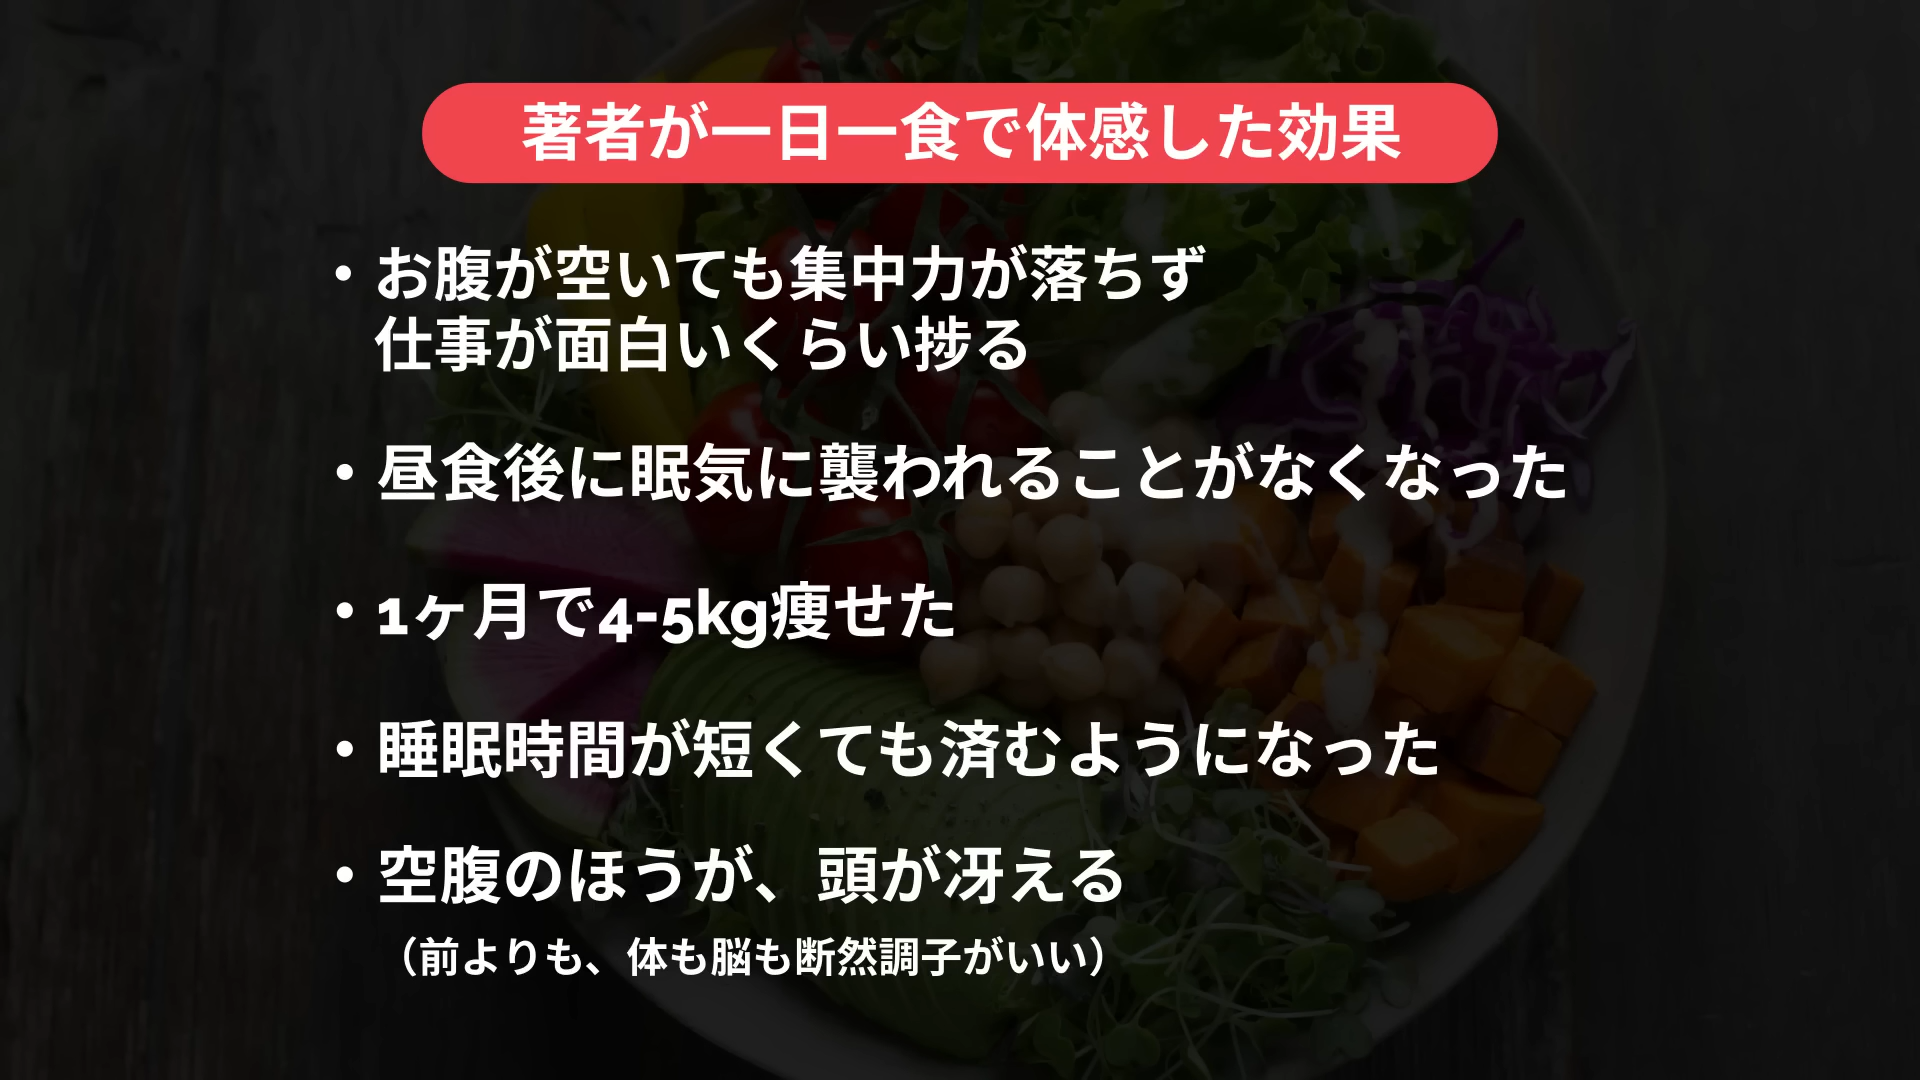 著者が一日一食で体感した効果
・お腹が空いても集中力が落ちず
仕事が面白いくらい捗る
・昼食後に眠気に襲われることがなくなった
・1ヶ月で4-5kg痩せた
・睡眠時間が短くても済むようになった
・空腹のほうが、頭が冴える
（前よりも、体も脳も断然調子がいい）